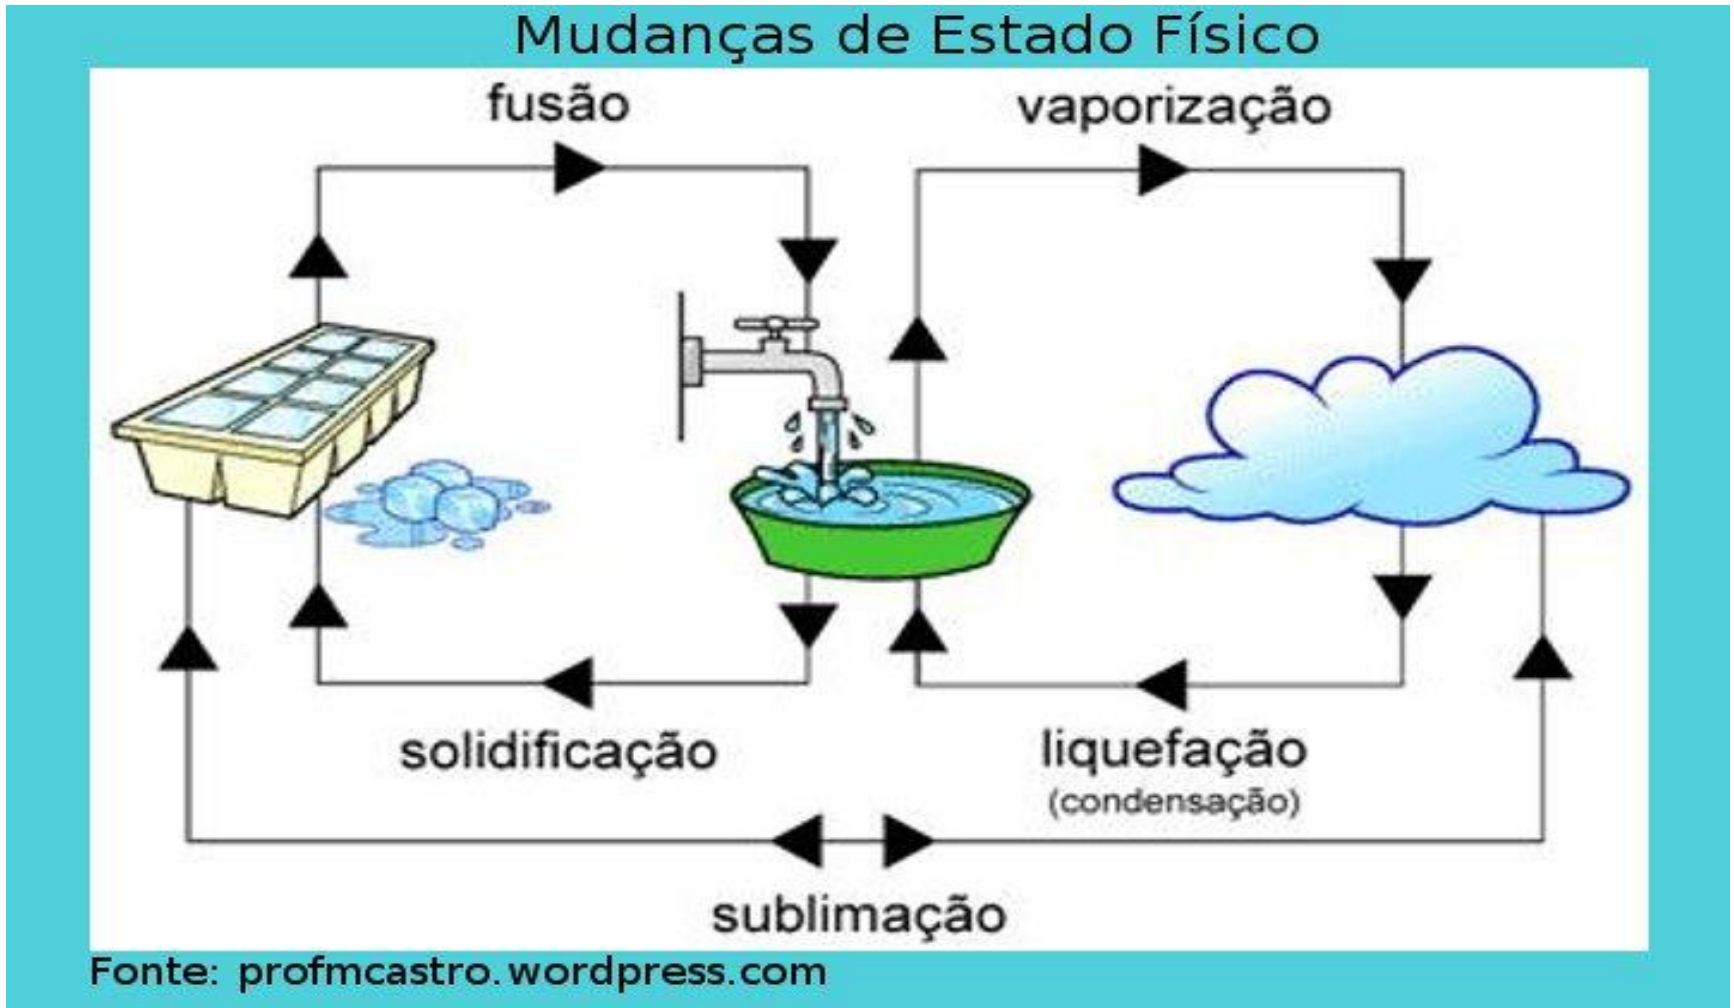 Mudanças de Estado Físico
fusão
vaporização
solidificação
liquefação
(condensação)
sublimação
Fonte: profmcastro.wordpress.com